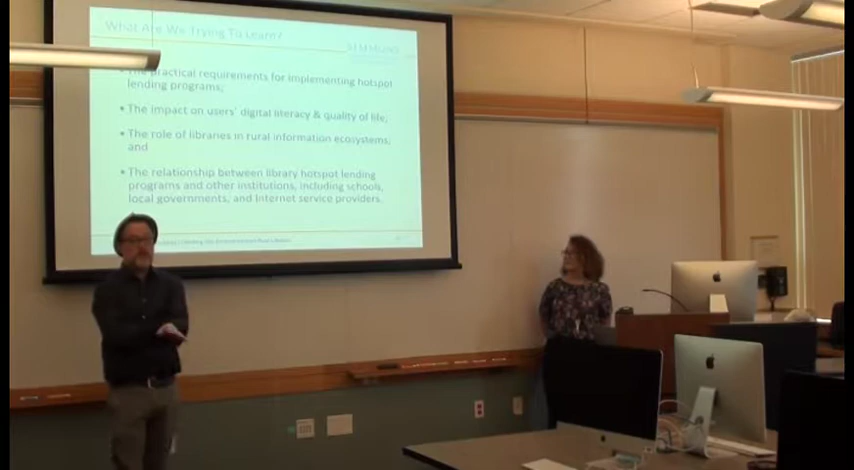 What Are We Trying To Learn?
SIMMONS
• The practical requirements for implementing hotspot
lending programs;
• The impact on users' digital literacy & quality of life;
• The role of libraries in rural information ecosystems,
and
• The relationship between library hotspot lending
programs and other institutions, including schools,
local governments, and Internet service providers.